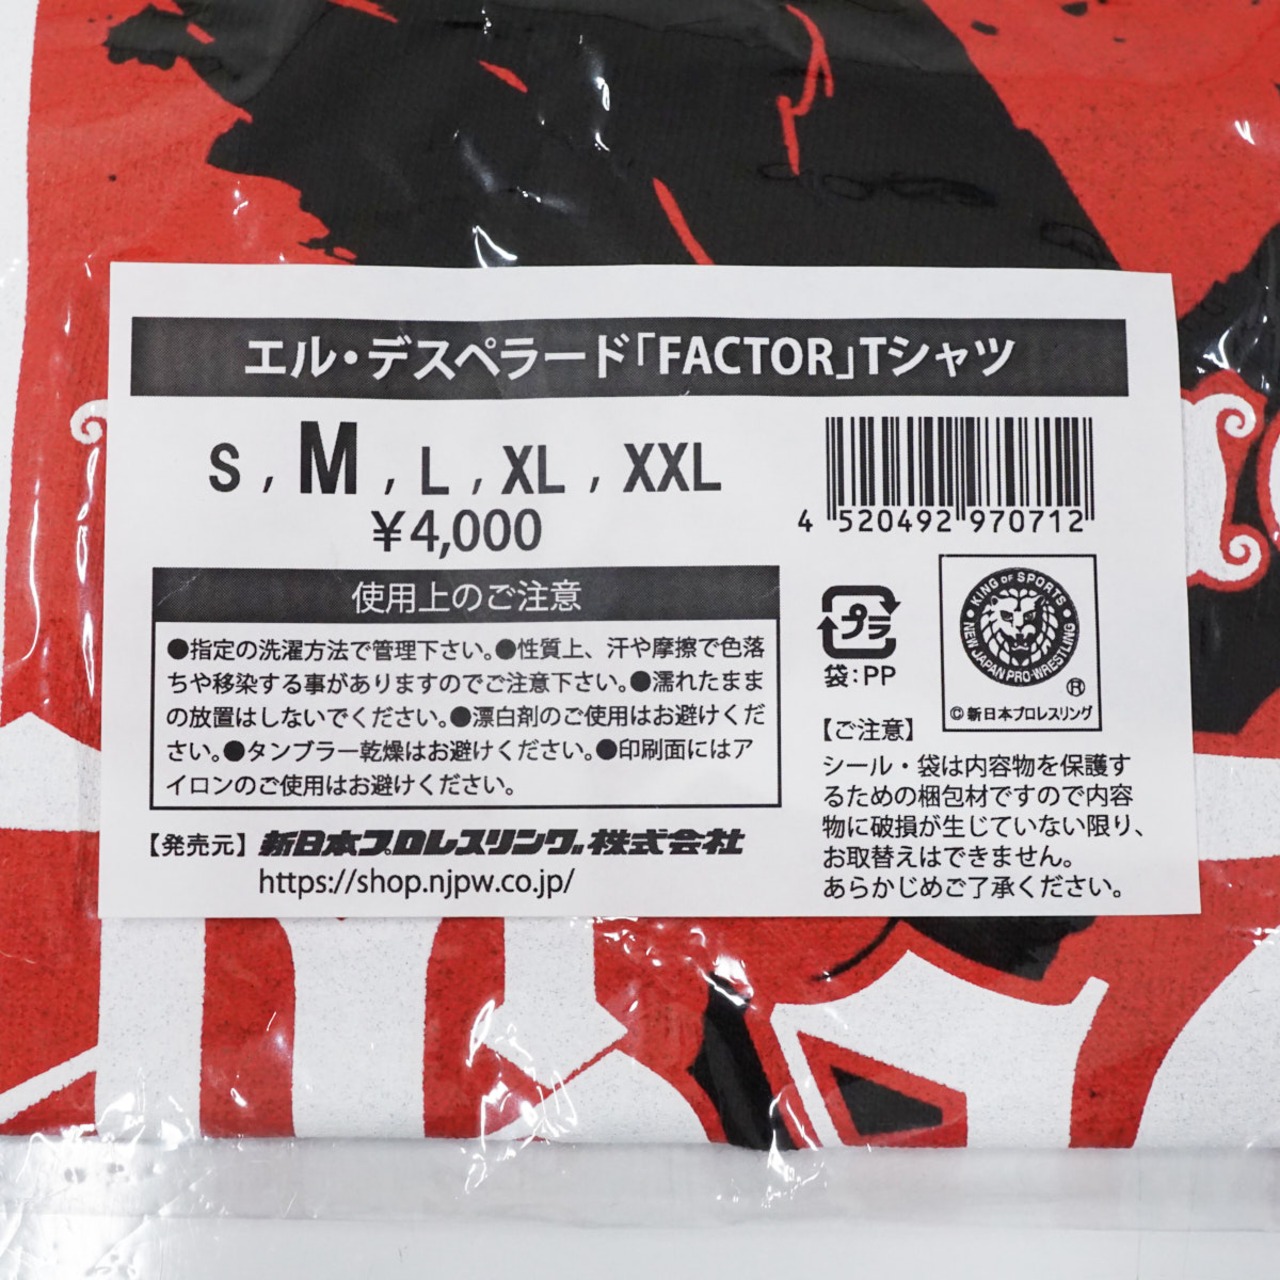 エル・デスペラード「FACTOR」Tシャツ
S , M , L , XL , XXL
¥4,000
4 520492 970712
使用上のご注意
●指定の洗濯方法で管理下さい。●性質上、汗や摩擦で色落
ちや移染する事がありますのでご注意下さい。●濡れたまま
の放置はしないでください。●漂白剤のご使用はお避けくだ
さい。●タンブラー乾燥はお避けください。●印刷面にはア
イロンのご使用はお避けください。
プラ
袋:PP
KING OF SPORTS
NEW JAPAN PRO-WRESTLING
®
©新日本プロレスリング
【ご注意】
シール・袋は内容物を保護す
るための梱包材ですので内容
物に破損が生じていない限り、
お取替えはできません。
あらかじめご了承ください。
【発売元】新日本プロレスリング株式会社
https://shop.njpw.co.jp/